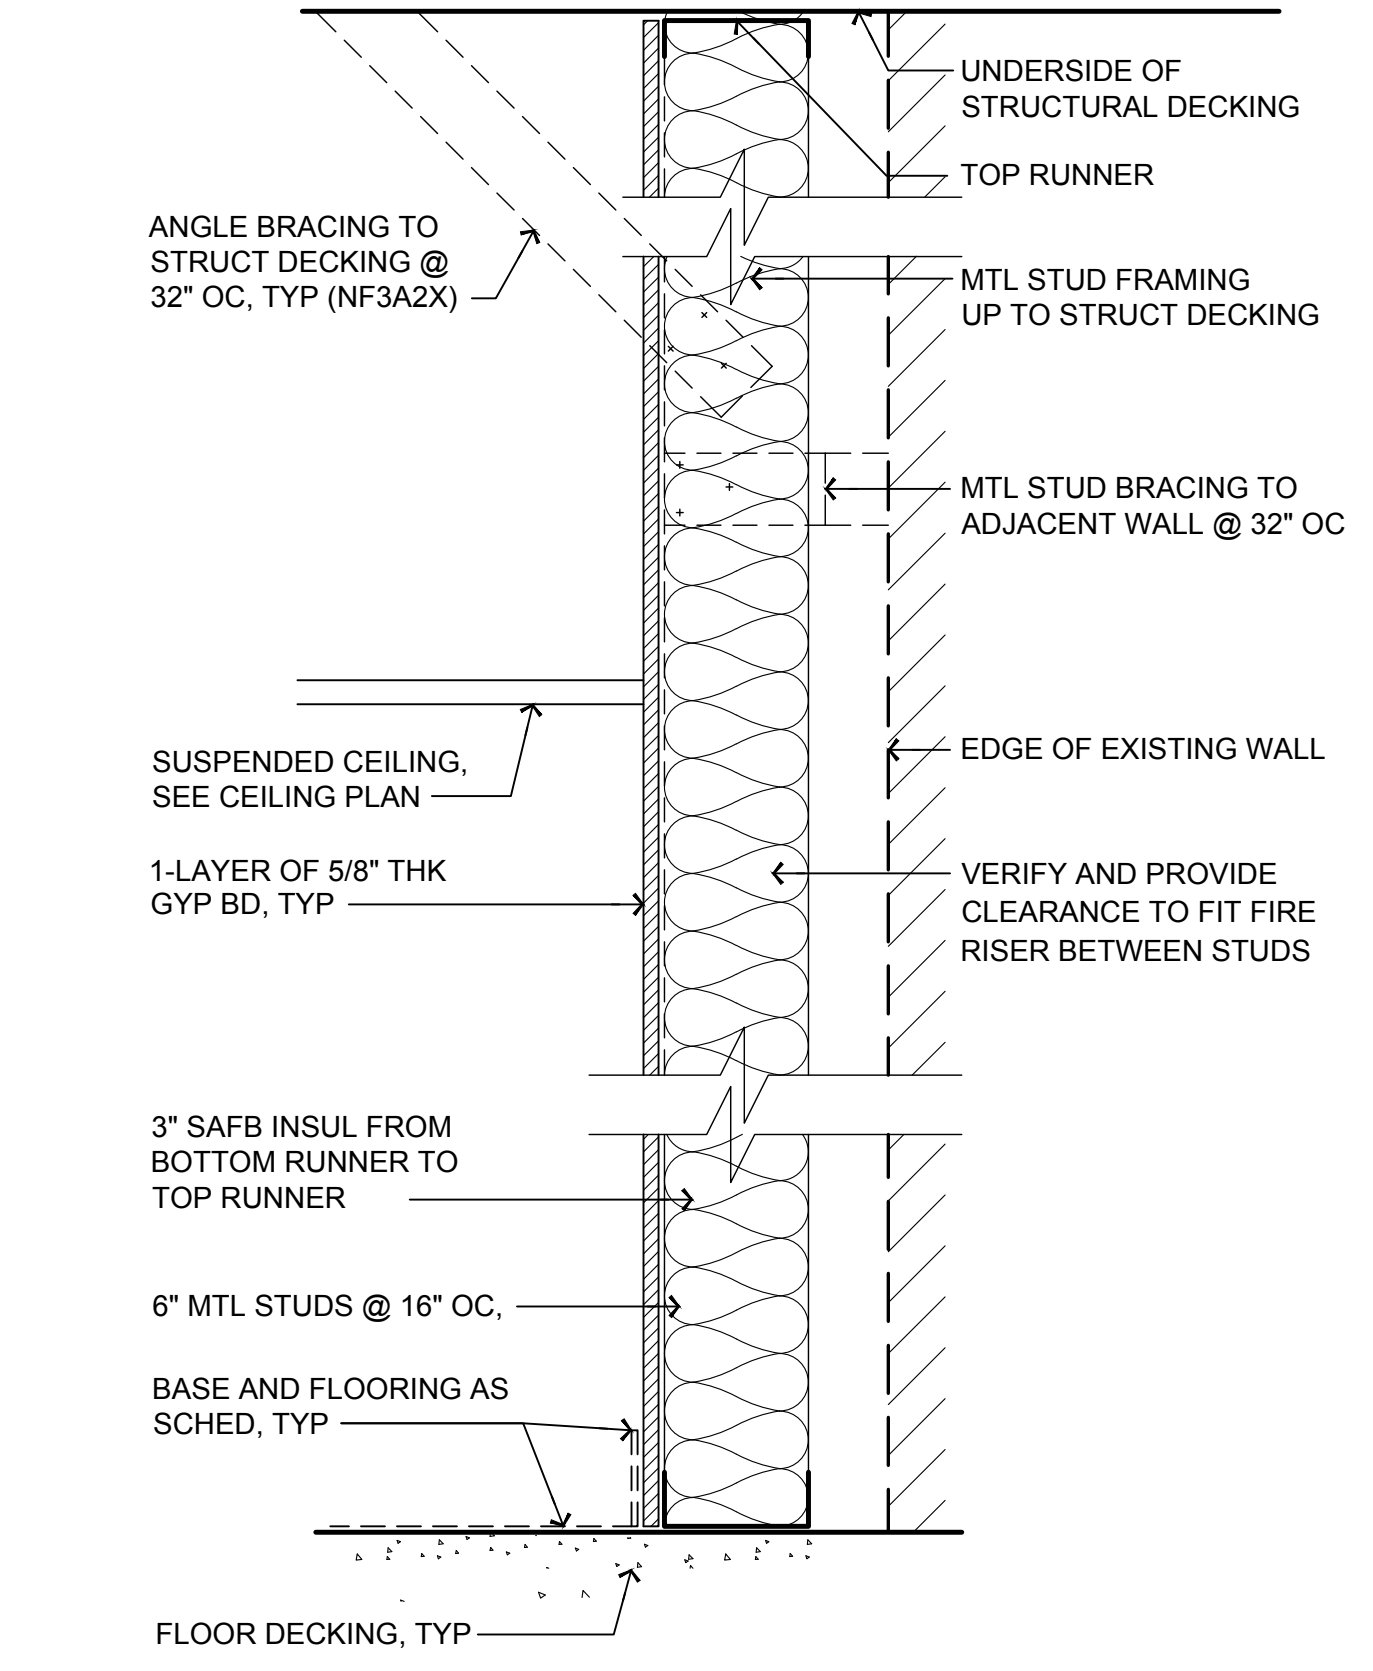 UNDERSIDE OF
STRUCTURAL DECKING
TOP RUNNER
ANGLE BRACING TO
STRUCT DECKING @
32" OC, TYP (NF3A2X)
MTL STUD FRAMING
UP TO STRUCT DECKING
MTL STUD BRACING TO
ADJACENT WALL @ 32" OC
SUSPENDED CEILING,
SEE CEILING PLAN
EDGE OF EXISTING WALL
1-LAYER OF 5/8" THK
GYP BD, TYP
VERIFY AND PROVIDE
CLEARANCE TO FIT FIRE
RISER BETWEEN STUDS
3" SAFB INSUL FROM
BOTTOM RUNNER TO
TOP RUNNER
6" MTL STUDS @ 16" OC,
BASE AND FLOORING AS
SCHED, TYP
FLOOR DECKING, TYP